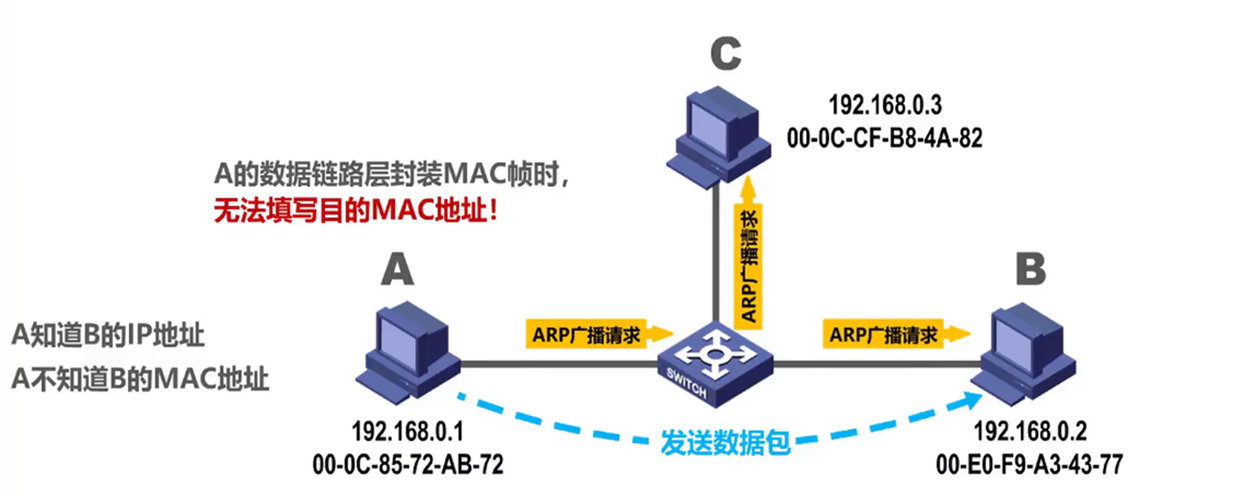 C
192.168.0.3
00-0C-CF-B8-4A-82
A的数据链路层封装MAC帧时，
无法填写目的MAC地址！
ARP广播请求
A
B
A知道B的IP地址
A不知道B的MAC地址
ARP广播请求
SWITCH
ARP广播请求
192.168.0.1
00-0C-85-72-AB-72
发送数据包
192.168.0.2
00-E0-F9-A3-43-77